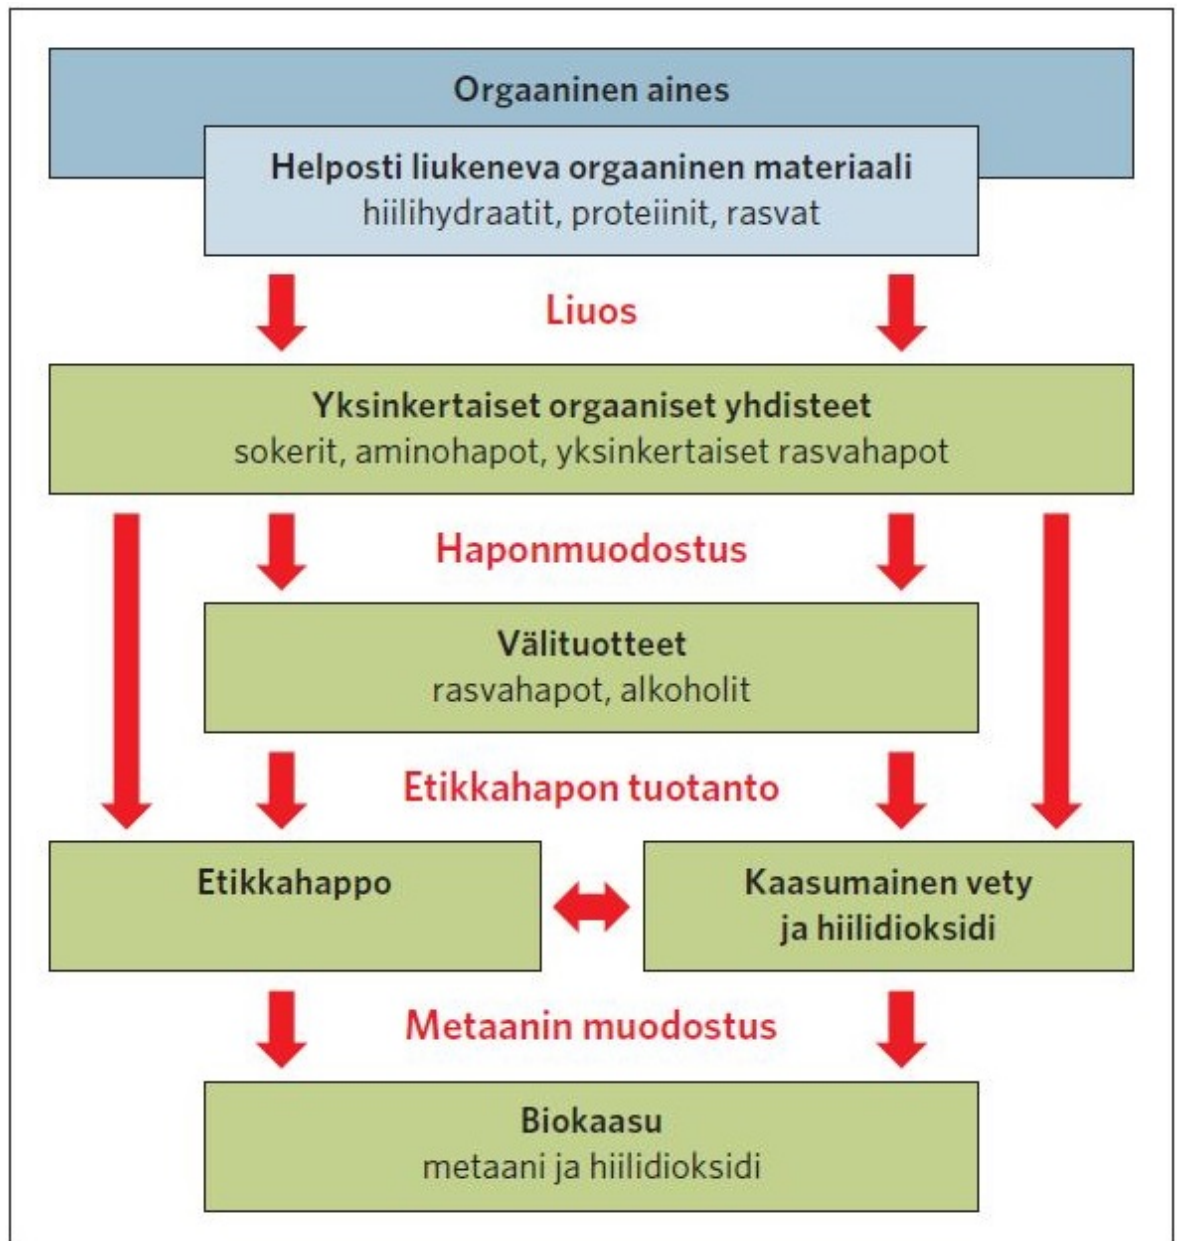 Orgaaninen aines
Helposti liukeneva orgaaninen materiaali
hiilihydraatit, proteiinit, rasvat
Liuos
Yksinkertaiset orgaaniset yhdisteet
sokerit, aminohapot, yksinkertaiset rasvahapot
Haponmuodostus
Välituotteet
rasvahapot, alkoholit
Etikkahapon tuotanto
Etikkahappo
Kaasumainen vety
ja hiilidioksidi
Metaanin muodostus
Biokaasu
metaani ja hiilidioksidi